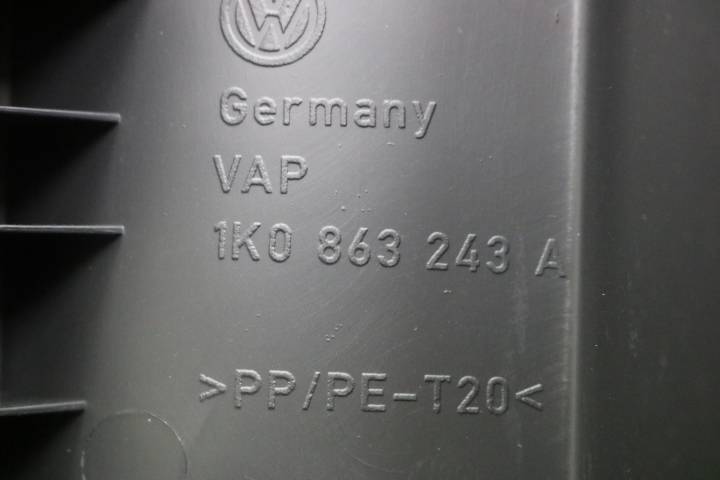 Germany
VAP
1K0 863 243 A
>PP/PE-T20<